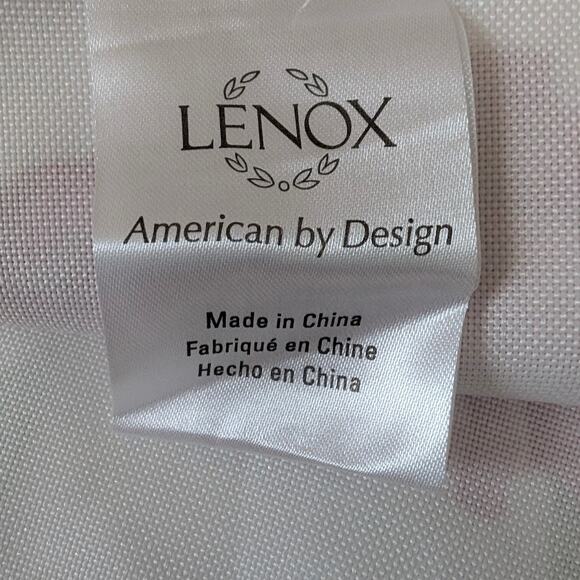 LENOX
American by Design
Made in China
Fabriqué en Chine
Hecho en China